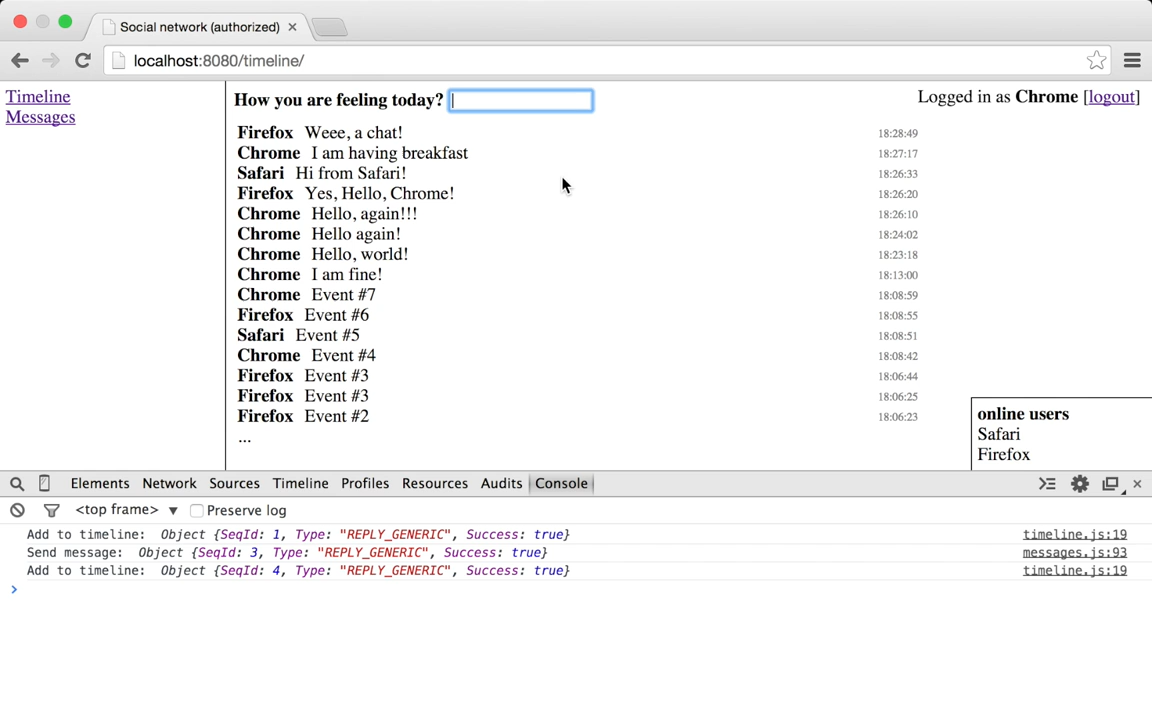 Social network (authorized)
localhost:8080/timeline/
Timeline
Messages
How you are feeling today?
Logged in as Chrome [logout]
Firefox Weee, a chat! 18:28:49
Chrome I am having breakfast 18:27:17
Safari Hi from Safari! 18:26:33
Firefox Yes, Hello, Chrome! 18:26:20
Chrome Hello, again!!! 18:26:10
Chrome Hello again! 18:24:02
Chrome Hello, world! 18:23:18
Chrome I am fine! 18:13:00
Chrome Event #7 18:08:59
Firefox Event #6 18:08:55
Safari Event #5 18:08:51
Chrome Event #4 18:08:42
Firefox Event #3 18:06:44
Firefox Event #3 18:06:25
Firefox Event #2 18:06:23
...
online users
Safari
Firefox
Elements Network Sources Timeline Profiles Resources Audits Console
<top frame> ▼ Preserve log
Add to timeline: Object {SeqId: 1, Type: "REPLY_GENERIC", Success: true} timeline.js:19
Send message: Object {SeqId: 3, Type: "REPLY_GENERIC", Success: true} messages.js:93
Add to timeline: Object {SeqId: 4, Type: "REPLY_GENERIC", Success: true} timeline.js:19